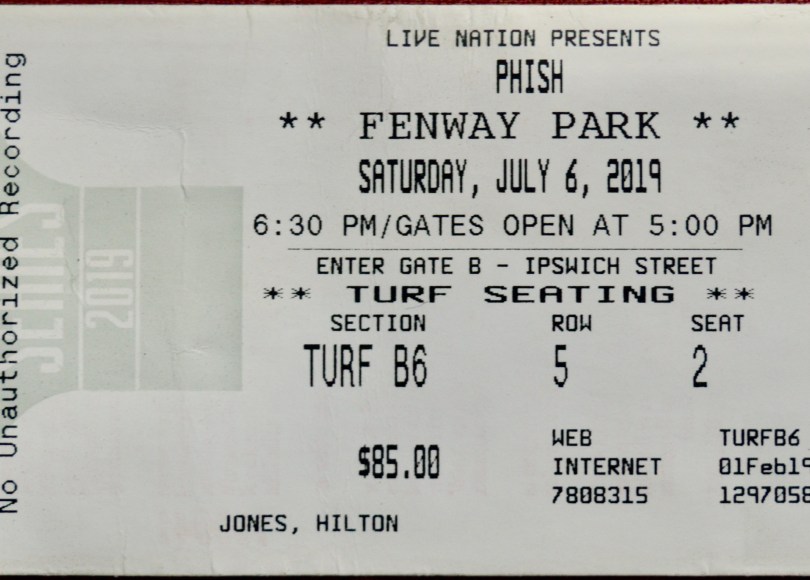 No Unauthorized Recording
2019
LIVE NATION PRESENTS
PHISH
** FENWAY PARK **
SATURDAY, JULY 6, 2019
6:30 PM/GATES OPEN AT 5:00 PM
ENTER GATE B - IPSWICH STREET
** TURF SEATING **
SECTION ROW SEAT
TURF B6 5 2
$85.00
WEB TURFB6
INTERNET 01Feb19
7808315 1297058
JONES, HILTON